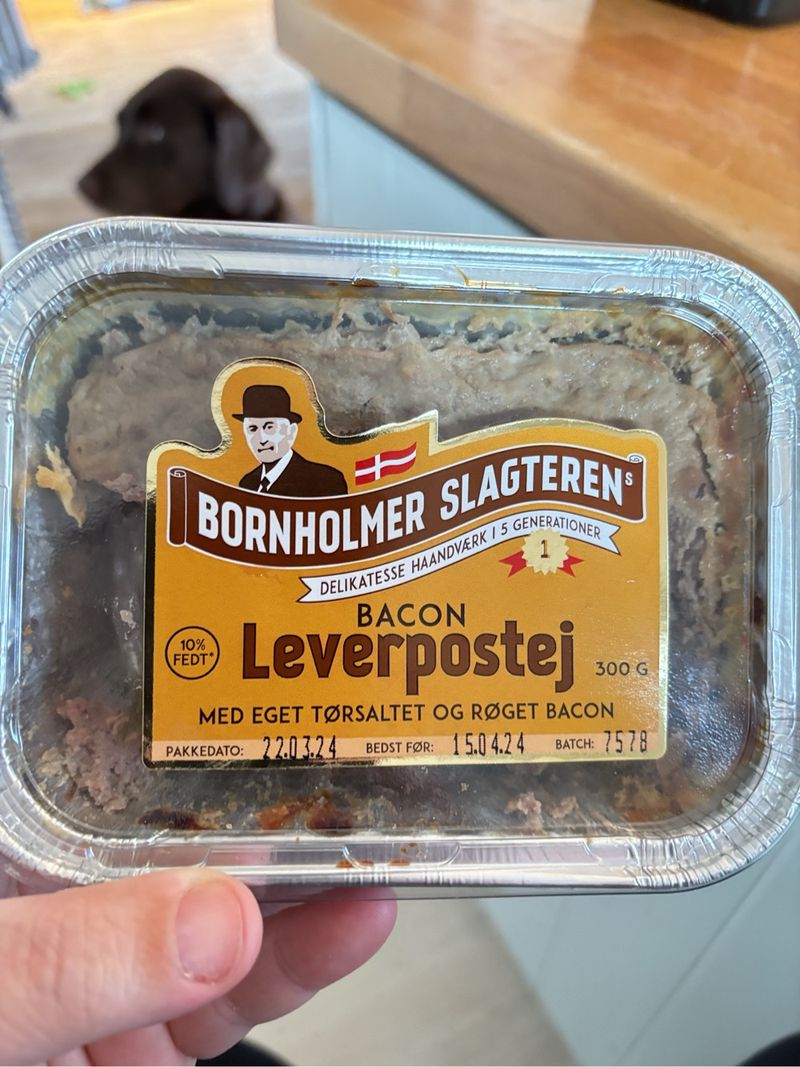 BORNHOLMER SLAGTERENS
DELIKATESSE HAANDVÆRK I 5 GENERATIONER
1
BACON
Leverpostej
10%
FEDT*
300 G
MED EGET TØRSALTET OG RØGET BACON
PAKKEDATO: 22.03.24 BEDST FØR: 15.04.24 BATCH: 7578